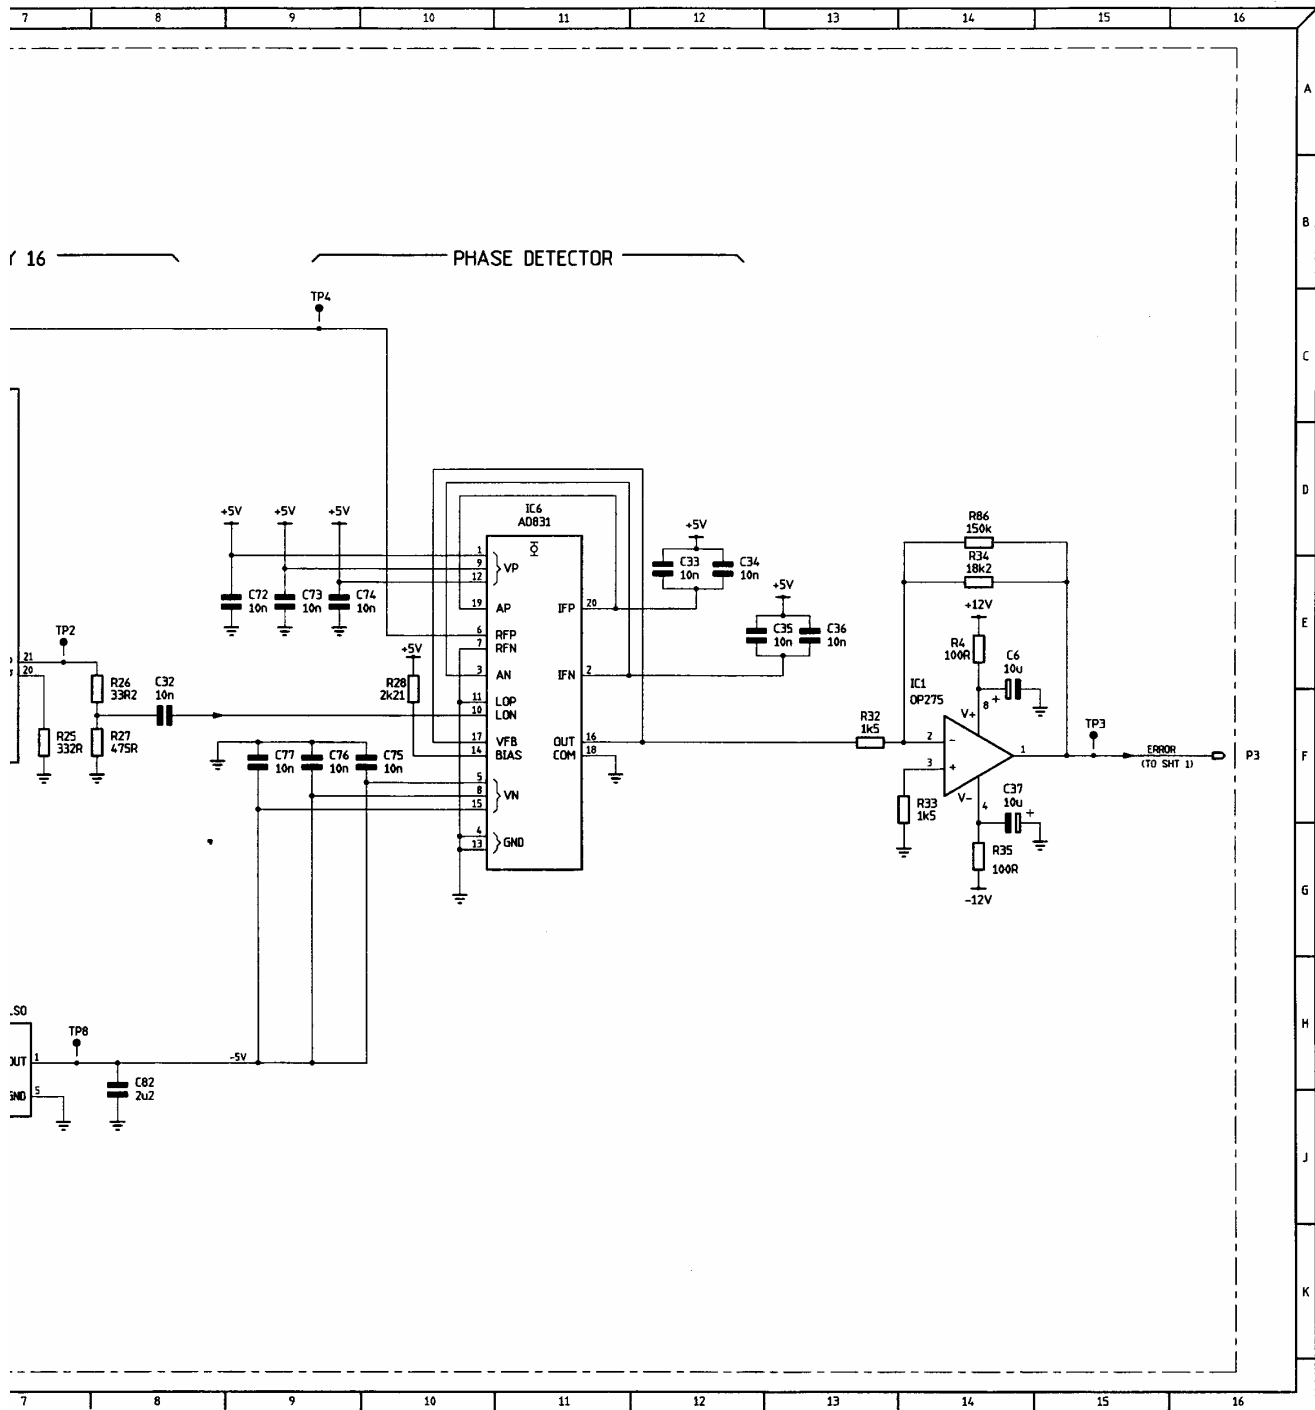 7 8 9 10 11 12 13 14 15 16
A
B
16
PHASE DETECTOR
TP4
C
D
IC6
AD831
+5V +5V +5V
+5V
R86
150k
R34
18k2
1
9 VP
12
C33
10n
C34
10n
+5V
C72
10n
C73
10n
C74
10n
19 AP
IFP 20
+12V
E
C35
10n
C36
10n
R4
100R
C6
10u
TP2
6 RFP
7 RFN
+5V
21
20
R26
33R2
C32
10n
R28
2k21
3 AN
IFN 2
IC1
OP275
8 +
V+
11 LOP
10 LON
R25
332R
R27
475R
R32
1k5
TP3
17 VFB
14 BIAS
OUT 16
COM 18
2 -
3 +
1
ERROR
(TO SHT 1)
P3
F
C77
10n
C76
10n
C75
10n
5
8 VN
15
R33
1k5
V-
4
C37
10u
+
4
13 GND
R35
100R
-12V
G
LSO
TP8
H
OUT 1
-5V
GND 5
C82
2u2
J
K
7 8 9 10 11 12 13 14 15 16